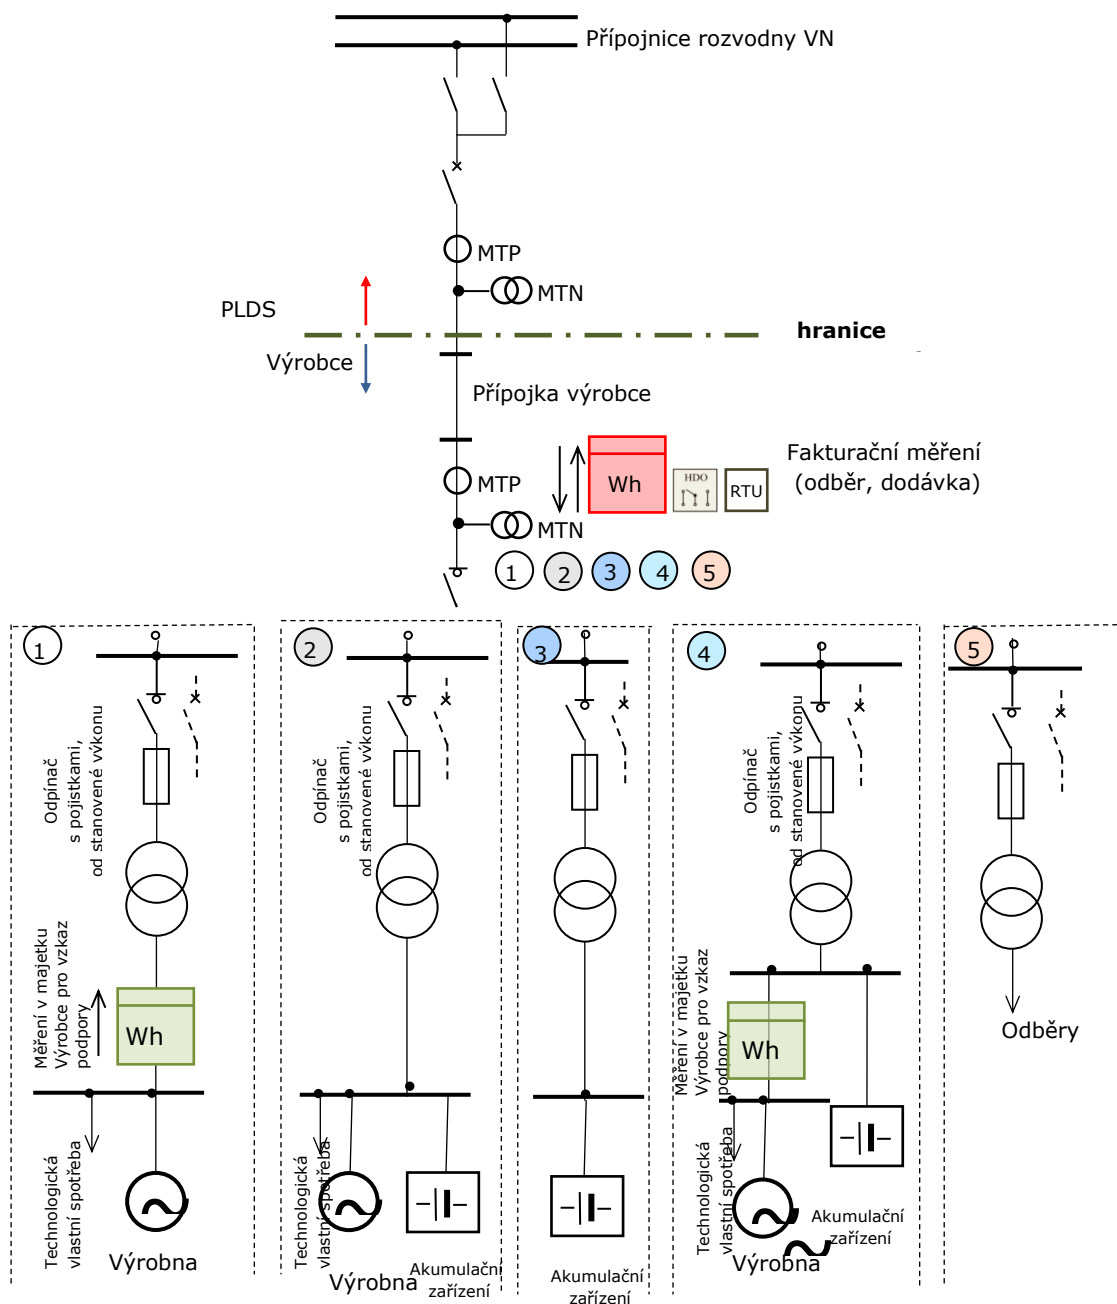 Přípojnice rozvodny VN
MTP
MTN
PLDS
hranice
Výrobce
Přípojka výrobce
MTP
MTN
Wh
HDO
RTU
Fakturační měření
(odběr, dodávka)
1
2
3
4
5
1
Odpínač
s pojistkami,
od stanovené výkonu
Měření v majetku
Výrobce pro vzkaz
podpory
Wh
Technologická
vlastní spotřeba
Výrobna
2
Odpínač
s pojistkami,
od stanovené výkonu
Technologická
vlastní spotřeba
Výrobna
Akumulační
zařízení
3
Akumulační
zařízení
4
Odpínač
s pojistkami,
od stanovené výkonu
Měření v majetku
Výrobce pro vzkaz
podpory
Wh
Technologická
vlastní spotřeba
Výrobna
Akumulační
zařízení
5
Odběry